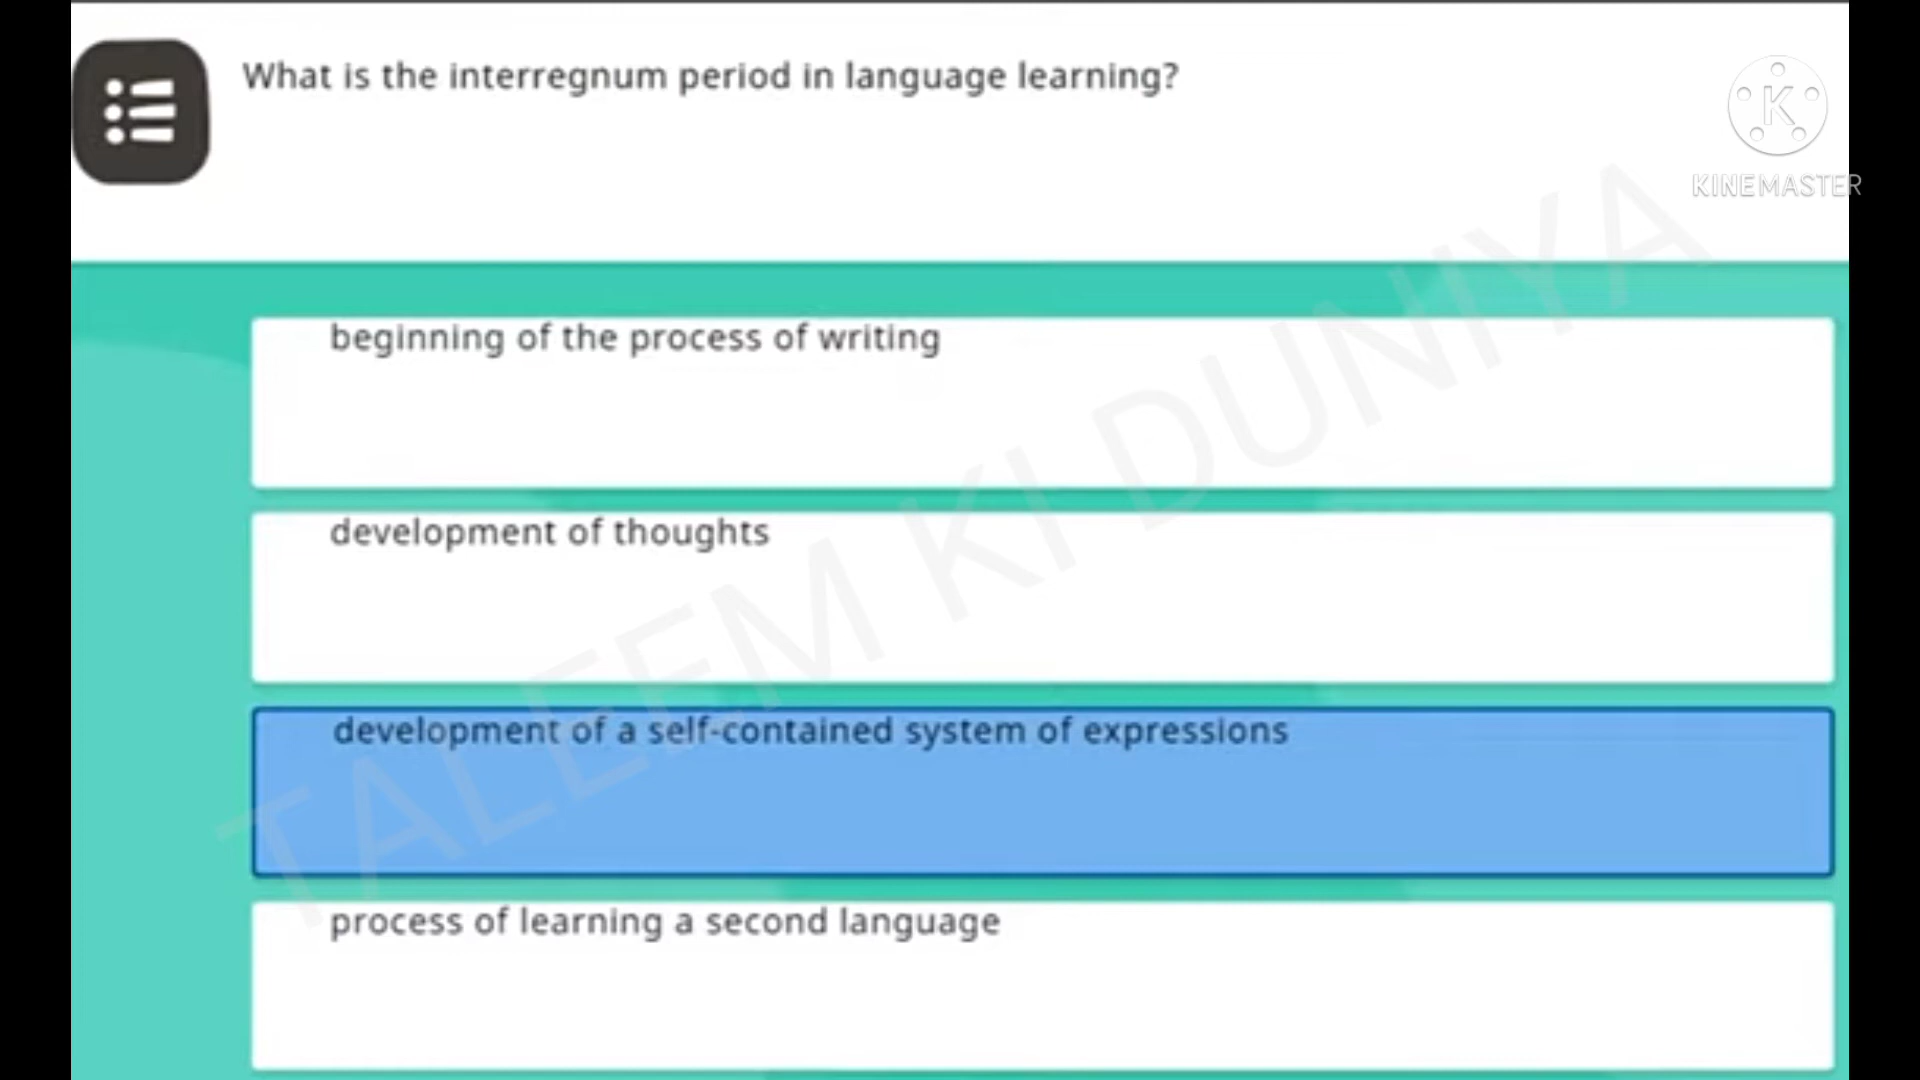 What is the interregnum period in language learning?
KINEMASTER
beginning of the process of writing
development of thoughts
development of a self-contained system of expressions
process of learning a second language
TALEEM KI DUNIYA